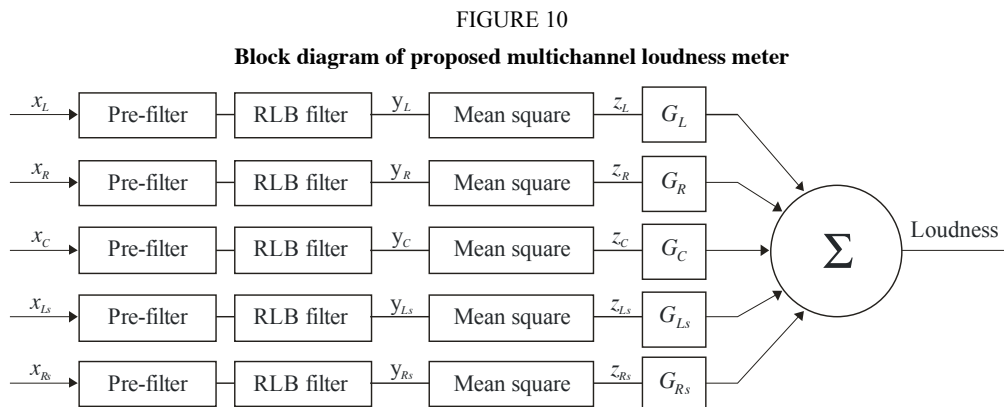 FIGURE 10
Block diagram of proposed multichannel loudness meter
x_L Pre-filter RLB filter y_L Mean square z_L G_L
x_R Pre-filter RLB filter y_R Mean square z_R G_R
x_C Pre-filter RLB filter y_C Mean square z_C G_C
Σ Loudness
x_Ls Pre-filter RLB filter y_Ls Mean square z_Ls G_Ls
x_Rs Pre-filter RLB filter y_Rs Mean square z_Rs G_Rs